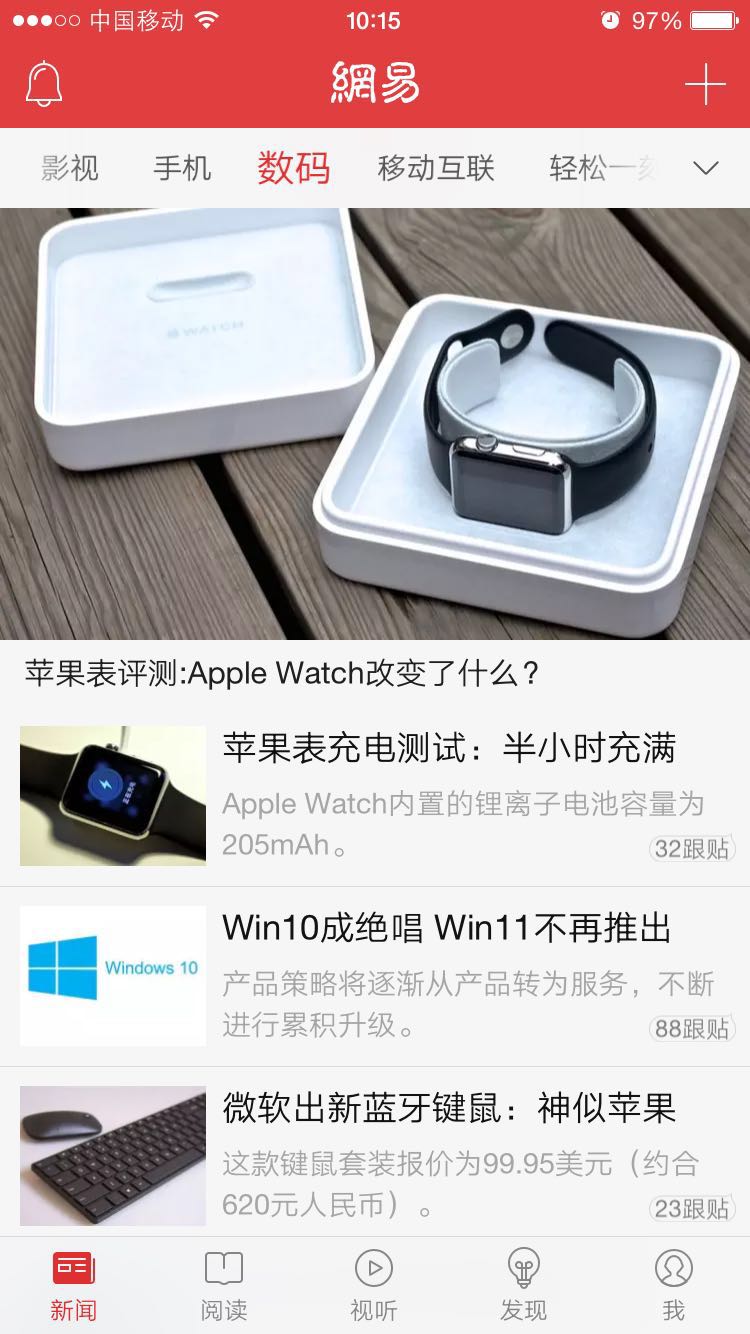 中国移动
10:15
97%
網易
影视 手机 数码 移动互联 轻松一刻
WATCH
苹果表评测:Apple Watch改变了什么?
苹果表充电测试：半小时充满
Apple Watch内置的锂离子电池容量为
205mAh。
32跟贴
Windows 10
Win10成绝唱 Win11不再推出
产品策略将逐渐从产品转为服务，不断
进行累积升级。
88跟贴
微软出新蓝牙键鼠：神似苹果
这款键鼠套装报价为99.95美元（约合
620元人民币）。
23跟贴
新闻 阅读 视听 发现 我